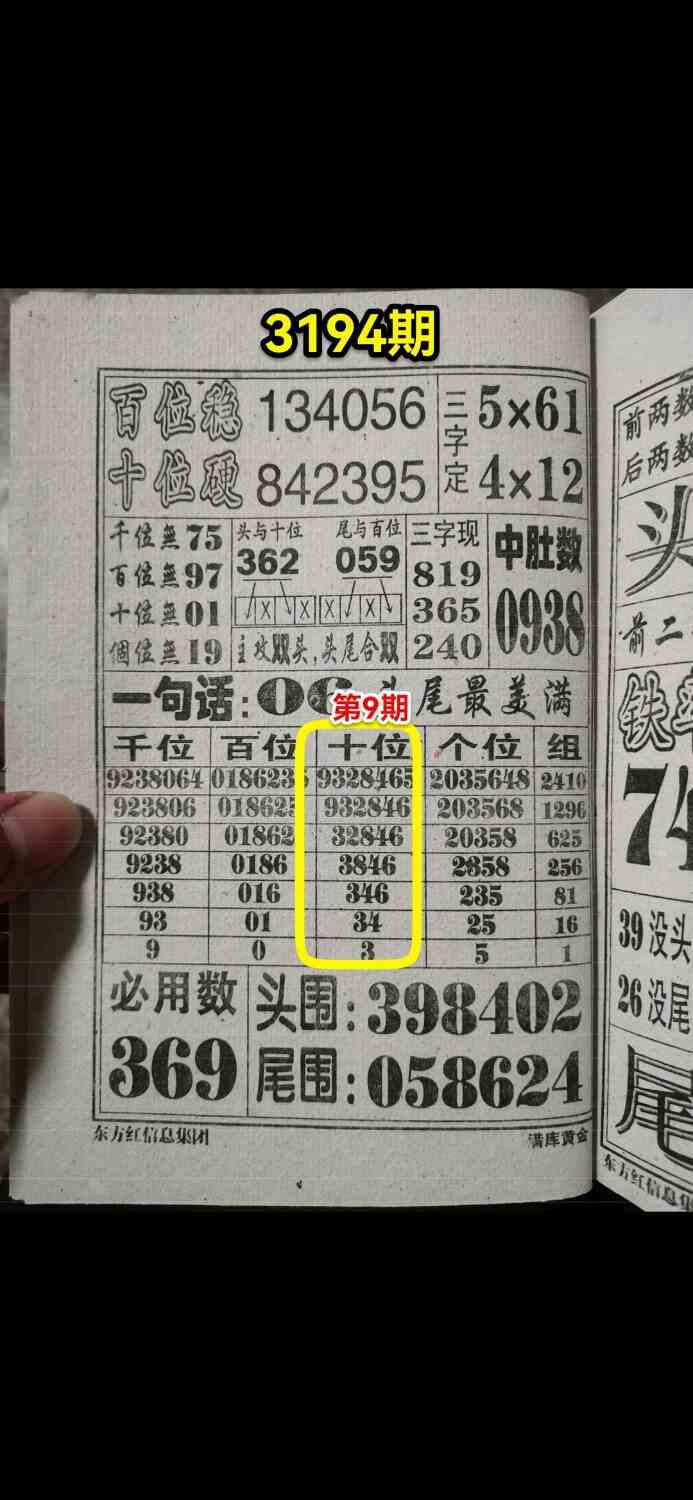 3194期
百位稳 134056
十位硬 842395
三字定
5×61
4×12
千位無75
百位無97
十位無01
個位無19
头与十位 尾与百位
362 059
X X X X
主攻双头,头尾合双
三字现
819
365
240
中肚数
0938
一句话:06 头尾最美满
第9期
千位 百位 十位 个位 组
9238064 0186235 9328465 2035648 2410
923806 018625 932846 203568 1296
92380 01862 32846 20358 625
9238 0186 3846 2358 256
938 016 346 235 81
93 01 34 25 16
9 0 3 5 1
必用数
369
头围:398402
尾围:058624
东方红信息集团 满库黄金
前两数
后两数
头
前二
铁率
74
39没头
26没尾
尾
东方红信息集